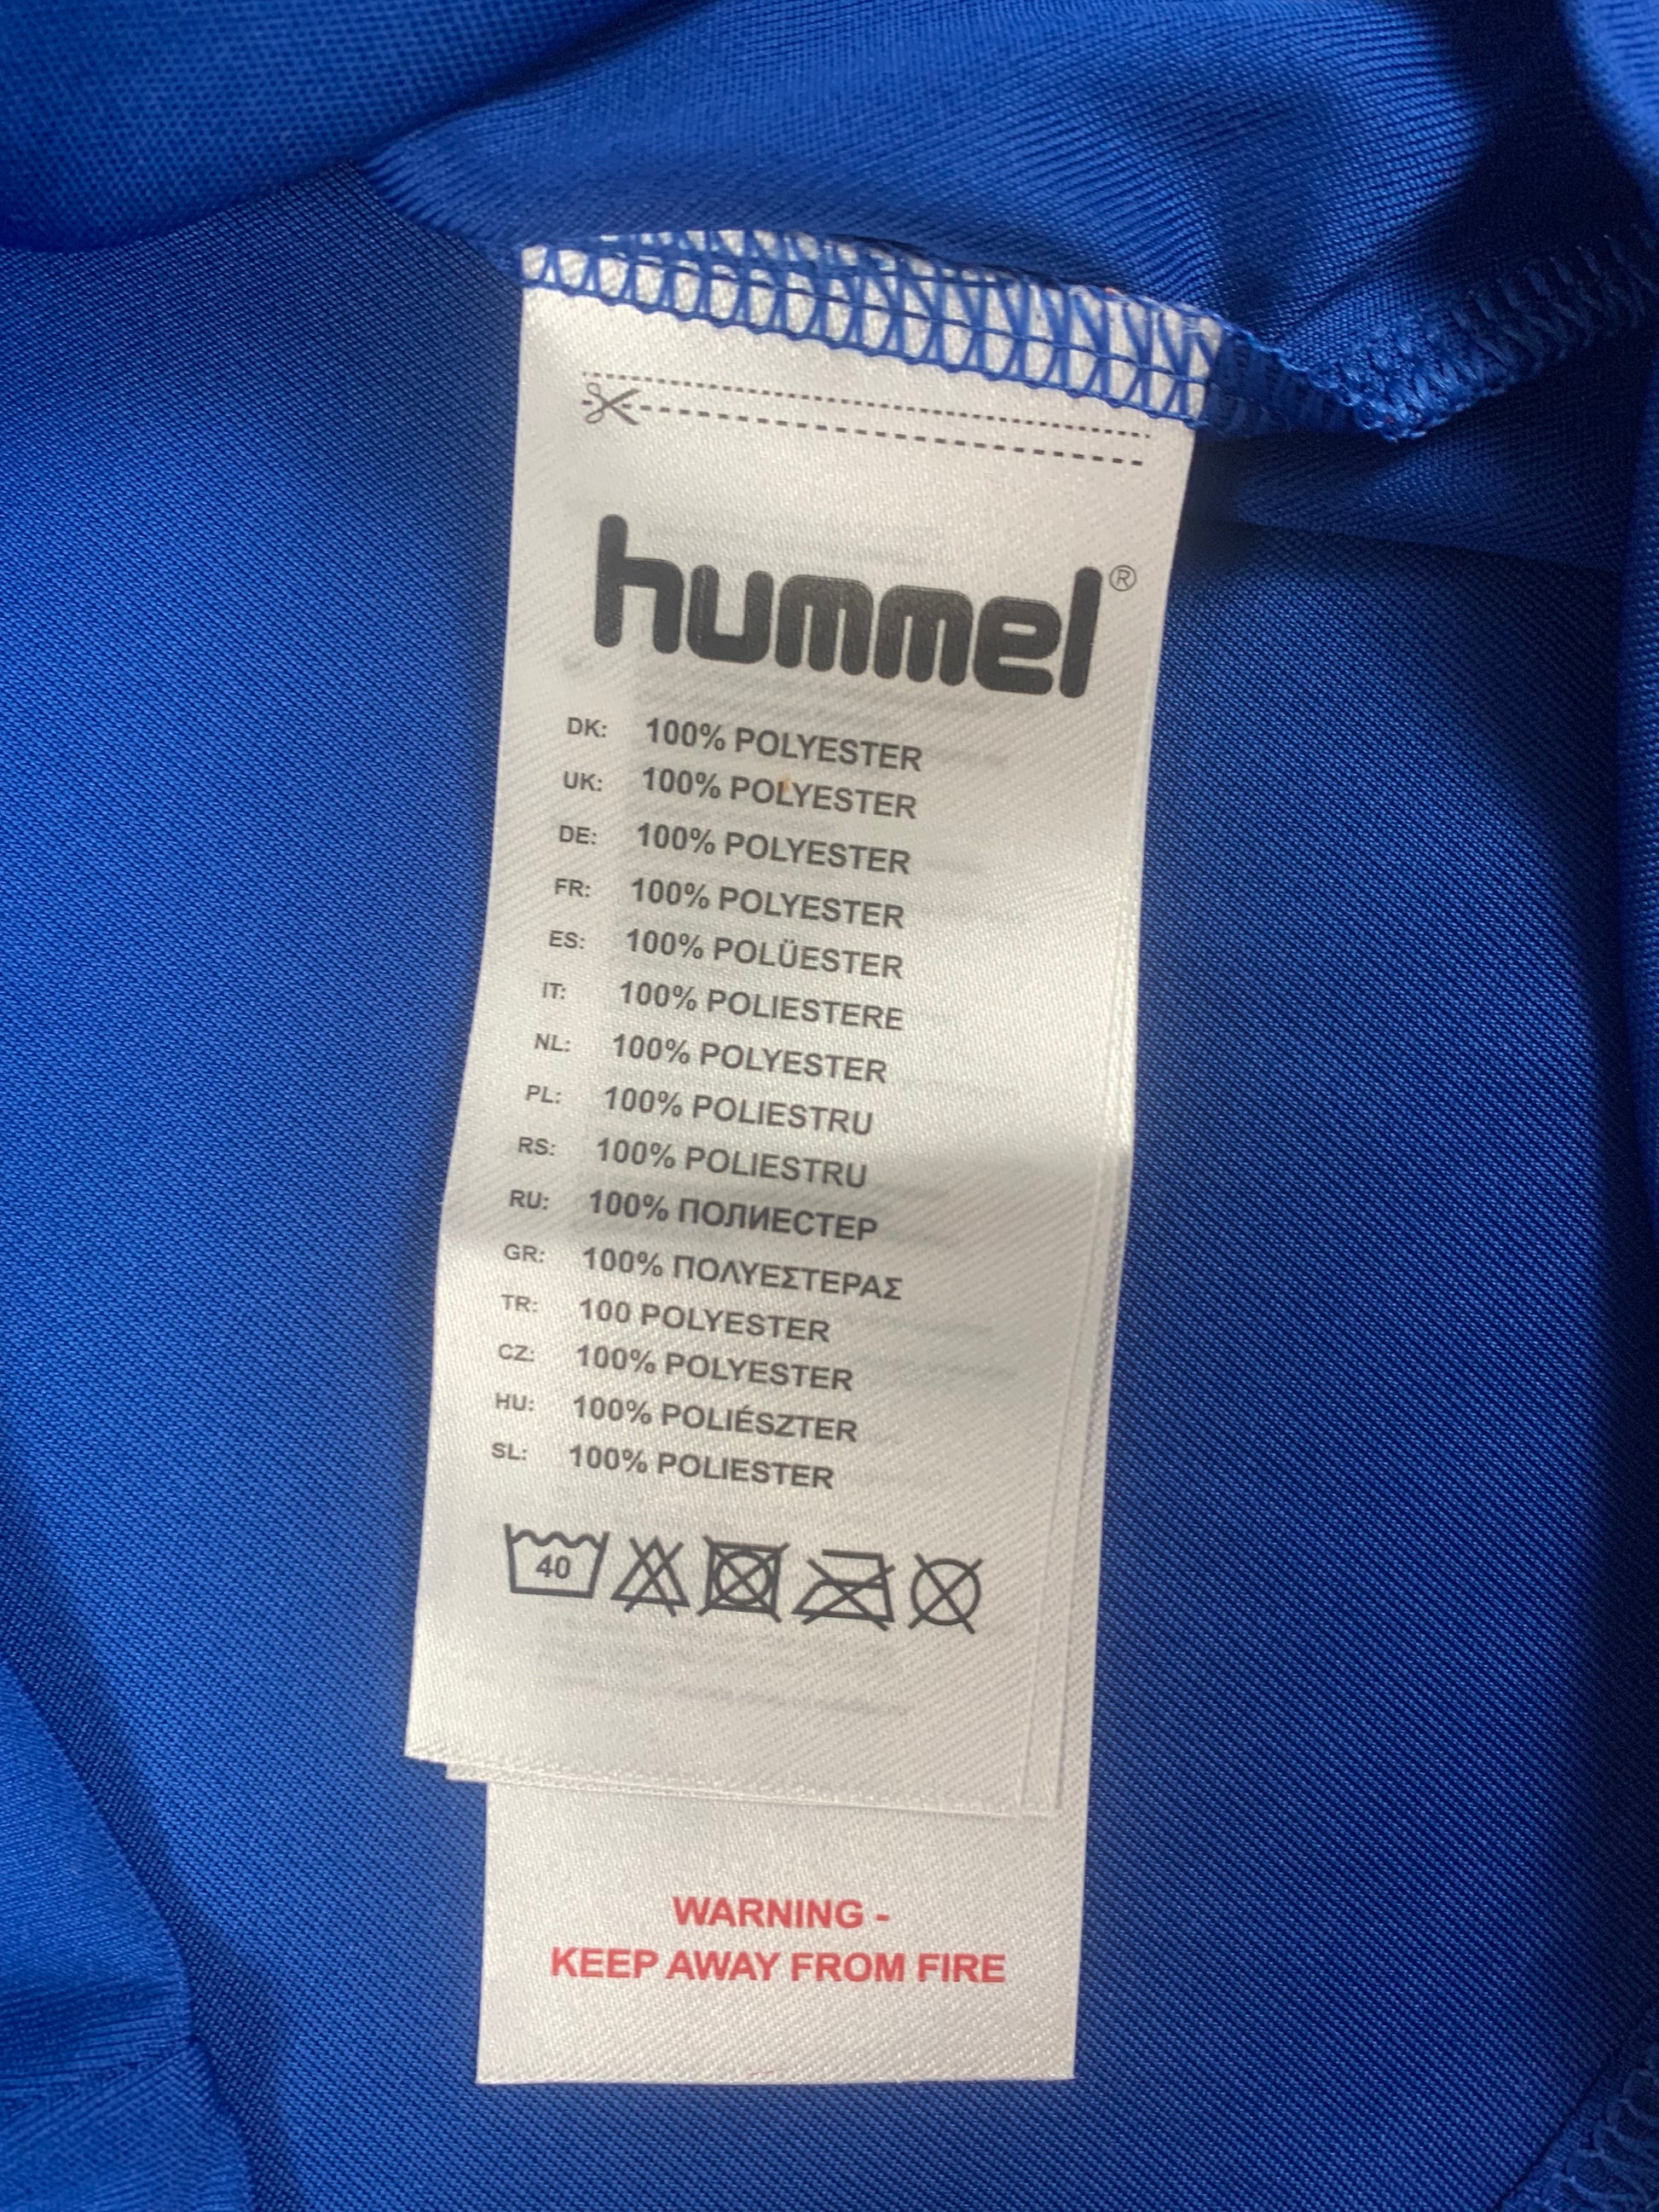 hummel®
DK: 100% POLYESTER
UK: 100% POLYESTER
DE: 100% POLYESTER
FR: 100% POLYESTER
ES: 100% POLÜESTER
IT: 100% POLIESTERE
NL: 100% POLYESTER
PL: 100% POLIESTRU
RS: 100% POLIESTRU
RU: 100% ПОЛИЕСТЕР
GR: 100% ΠΟΛΥΕΣΤΕΡΑΣ
TR: 100 POLYESTER
CZ: 100% POLYESTER
HU: 100% POLIÉSZTER
SL: 100% POLIESTER
40
WARNING -
KEEP AWAY FROM FIRE